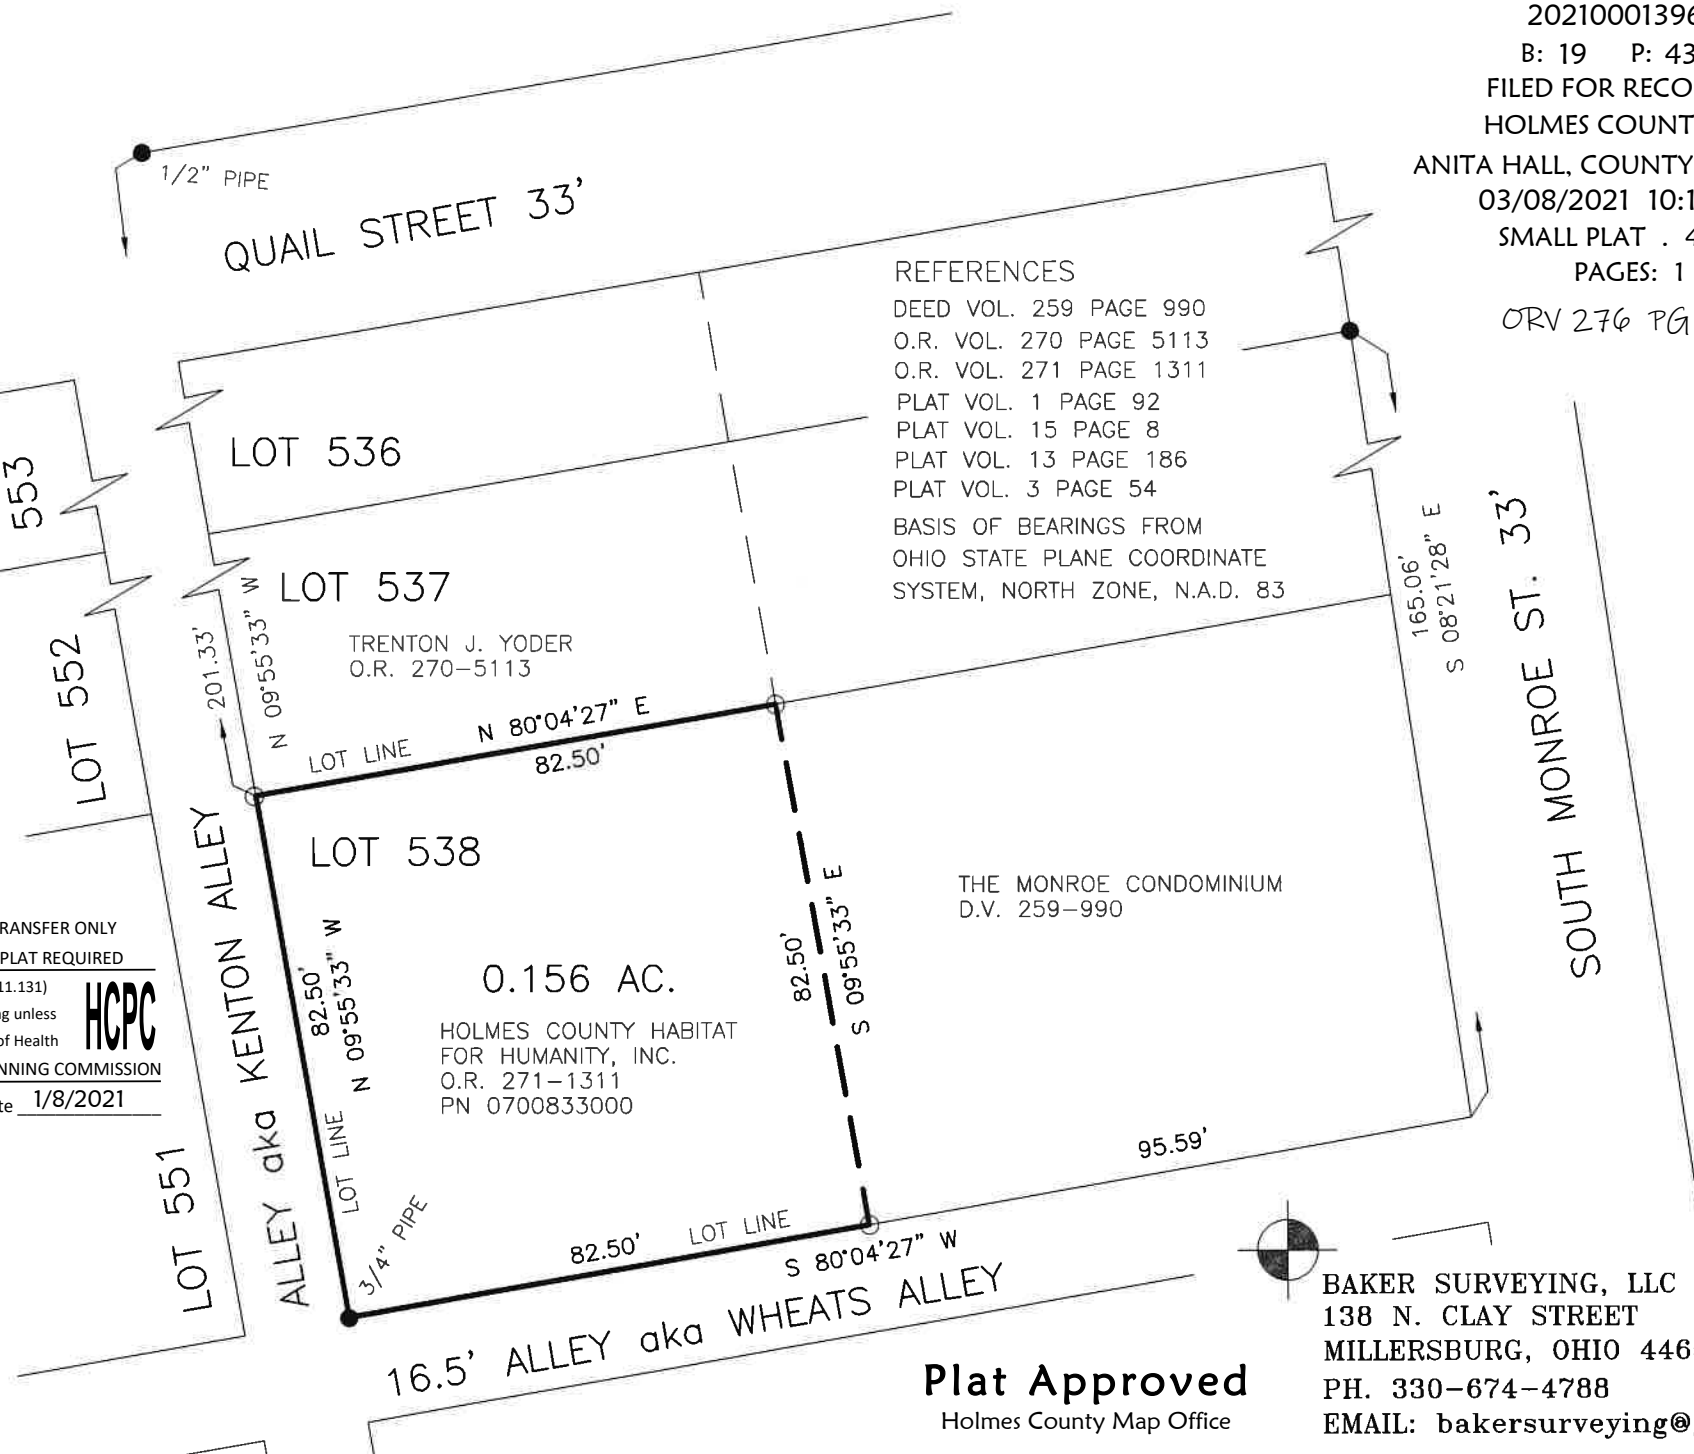 20210001396
B: 19 P: 43
FILED FOR RECO
HOLMES COUNT
ANITA HALL, COUNTY
03/08/2021 10:1
SMALL PLAT . 4
PAGES: 1
ORV 276 PG
1/2" PIPE
QUAIL STREET 33'
REFERENCES
DEED VOL. 259 PAGE 990
O.R. VOL. 270 PAGE 5113
O.R. VOL. 271 PAGE 1311
PLAT VOL. 1 PAGE 92
PLAT VOL. 15 PAGE 8
PLAT VOL. 13 PAGE 186
PLAT VOL. 3 PAGE 54
BASIS OF BEARINGS FROM
OHIO STATE PLANE COORDINATE
SYSTEM, NORTH ZONE, N.A.D. 83
553
LOT 536
LOT 537
TRENTON J. YODER
O.R. 270-5113
LOT 552
201.33'
N 09°55'33" W
165.06'
S 08°21'28" E
SOUTH MONROE ST. 33'
LOT LINE
N 80°04'27" E
82.50'
LOT 538
0.156 AC.
HOLMES COUNTY HABITAT
FOR HUMANITY, INC.
O.R. 271-1311
PN 0700833000
82.50'
N 09°55'33" W
LOT LINE
82.50'
S 09°55'33" E
THE MONROE CONDOMINIUM
D.V. 259-990
RANSFER ONLY
PLAT REQUIRED
11.131)
g unless
of Health
HCPC
NNING COMMISSION
te 1/8/2021
LOT 551
ALLEY aka KENTON ALLEY
3/4" PIPE
82.50'
LOT LINE
S 80°04'27" W
95.59'
16.5' ALLEY aka WHEATS ALLEY
Plat Approved
Holmes County Map Office
BAKER SURVEYING, LLC
138 N. CLAY STREET
MILLERSBURG, OHIO 446
PH. 330-674-4788
EMAIL: bakersurveying@